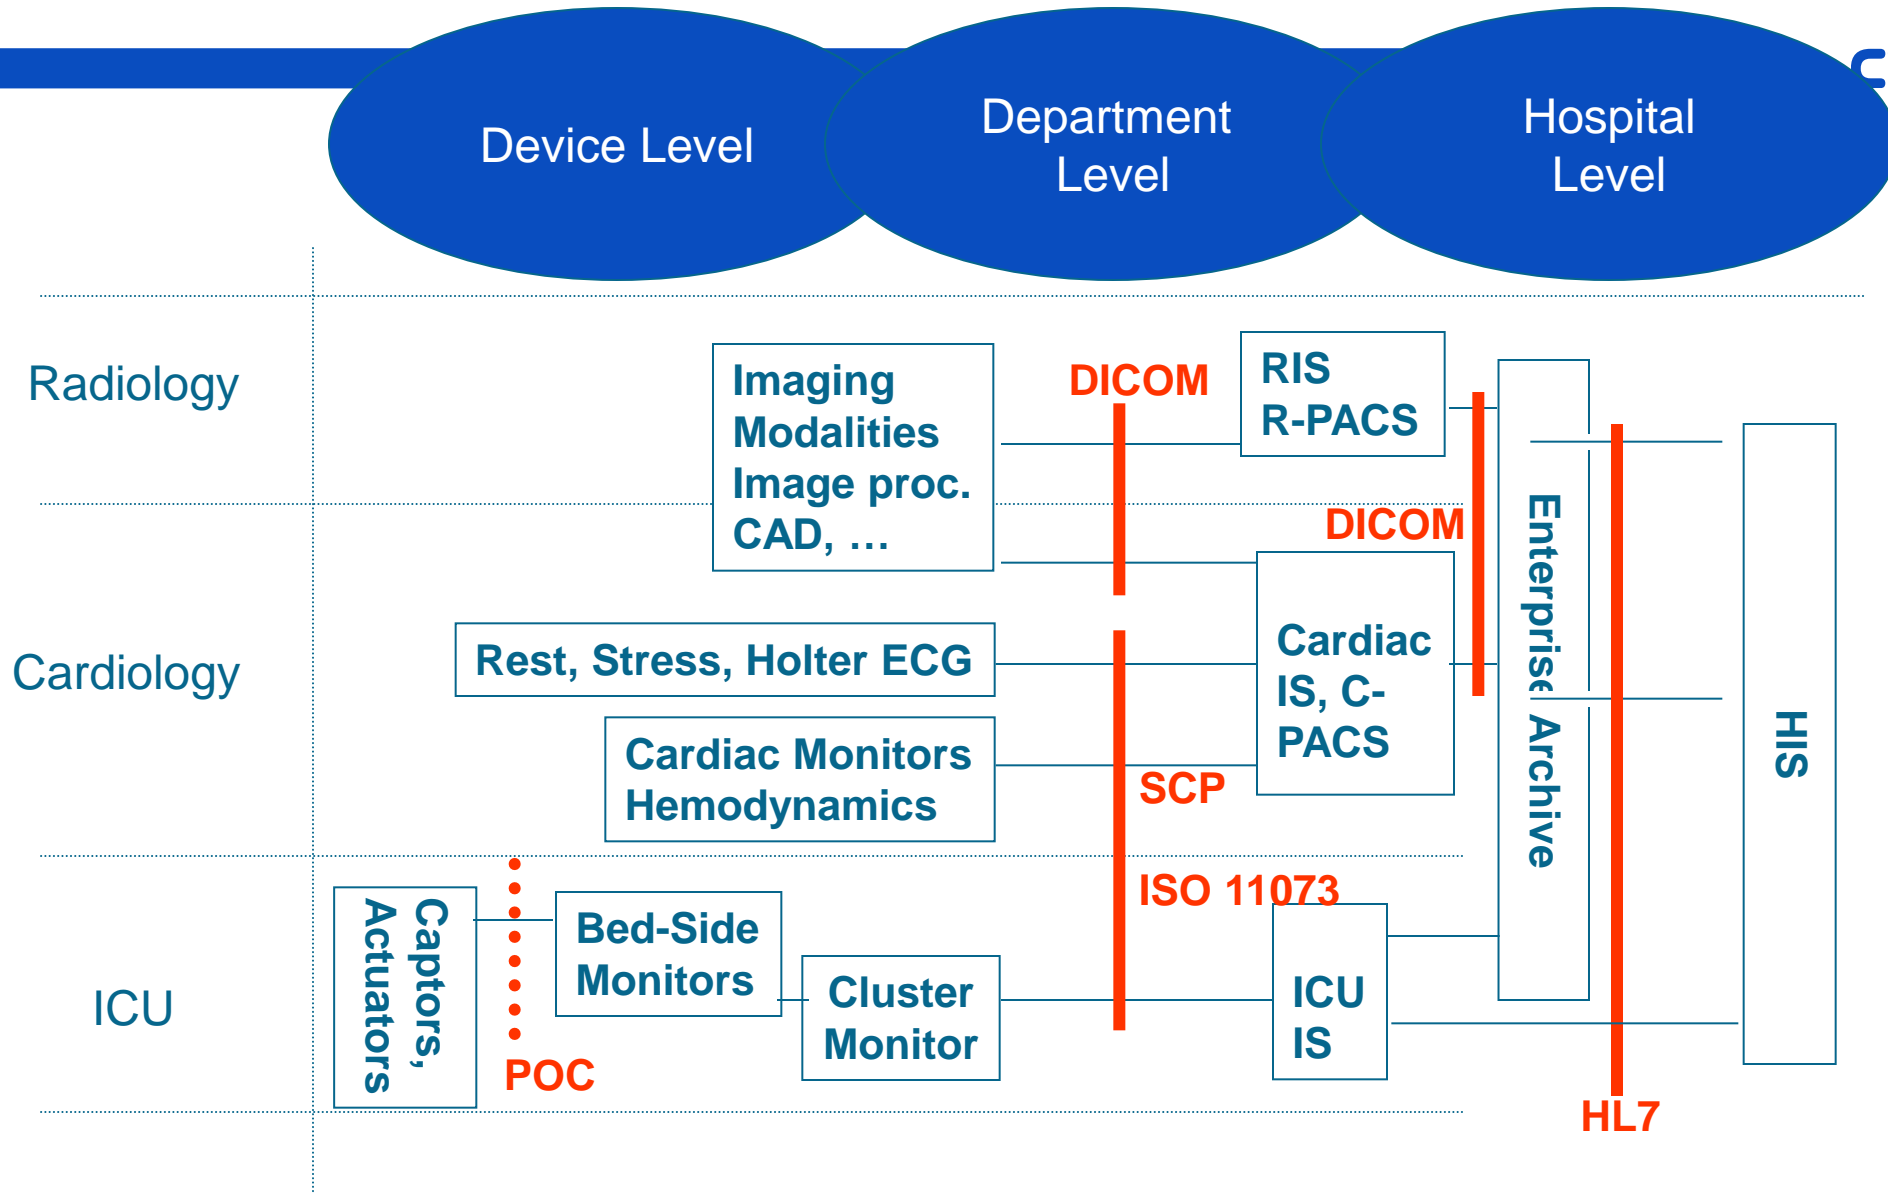 Device Level
Department
Level
Hospital
Level
Radiology
Imaging
Modalities
Image proc.
CAD, …
DICOM
RIS
R-PACS
DICOM
Enterprise Archive
HIS
Cardiology
Rest, Stress, Holter ECG
Cardiac Monitors
Hemodynamics
SCP
Cardiac
IS, C-
PACS
ICU
Captors,
Actuators
POC
Bed-Side
Monitors
Cluster
Monitor
ISO 11073
ICU
IS
HL7